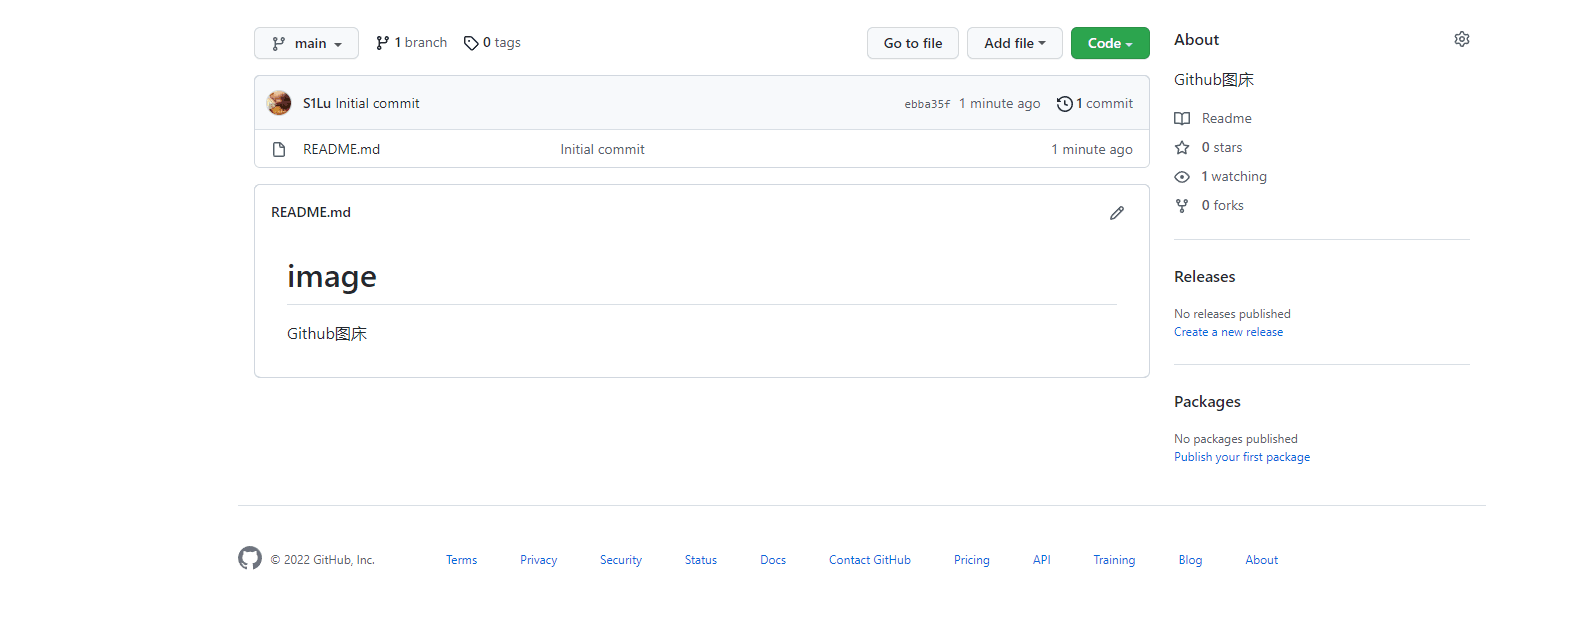 main 1 branch 0 tags Go to file Add file Code
S1Lu Initial commit ebba35f 1 minute ago 1 commit
README.md Initial commit 1 minute ago
README.md
image
Github图床
About
Github图床
Readme
0 stars
1 watching
0 forks
Releases
No releases published
Create a new release
Packages
No packages published
Publish your first package
© 2022 GitHub, Inc. Terms Privacy Security Status Docs Contact GitHub Pricing API Training Blog About